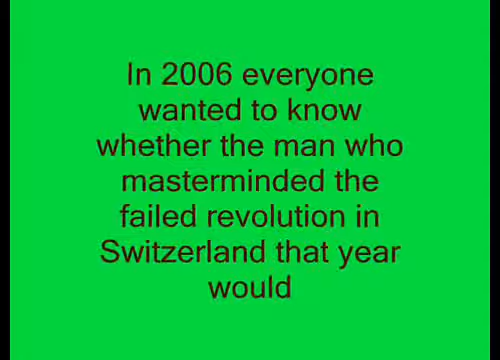 In 2006 everyone
wanted to know
whether the man who
masterminded the
failed revolution in
Switzerland that year
would